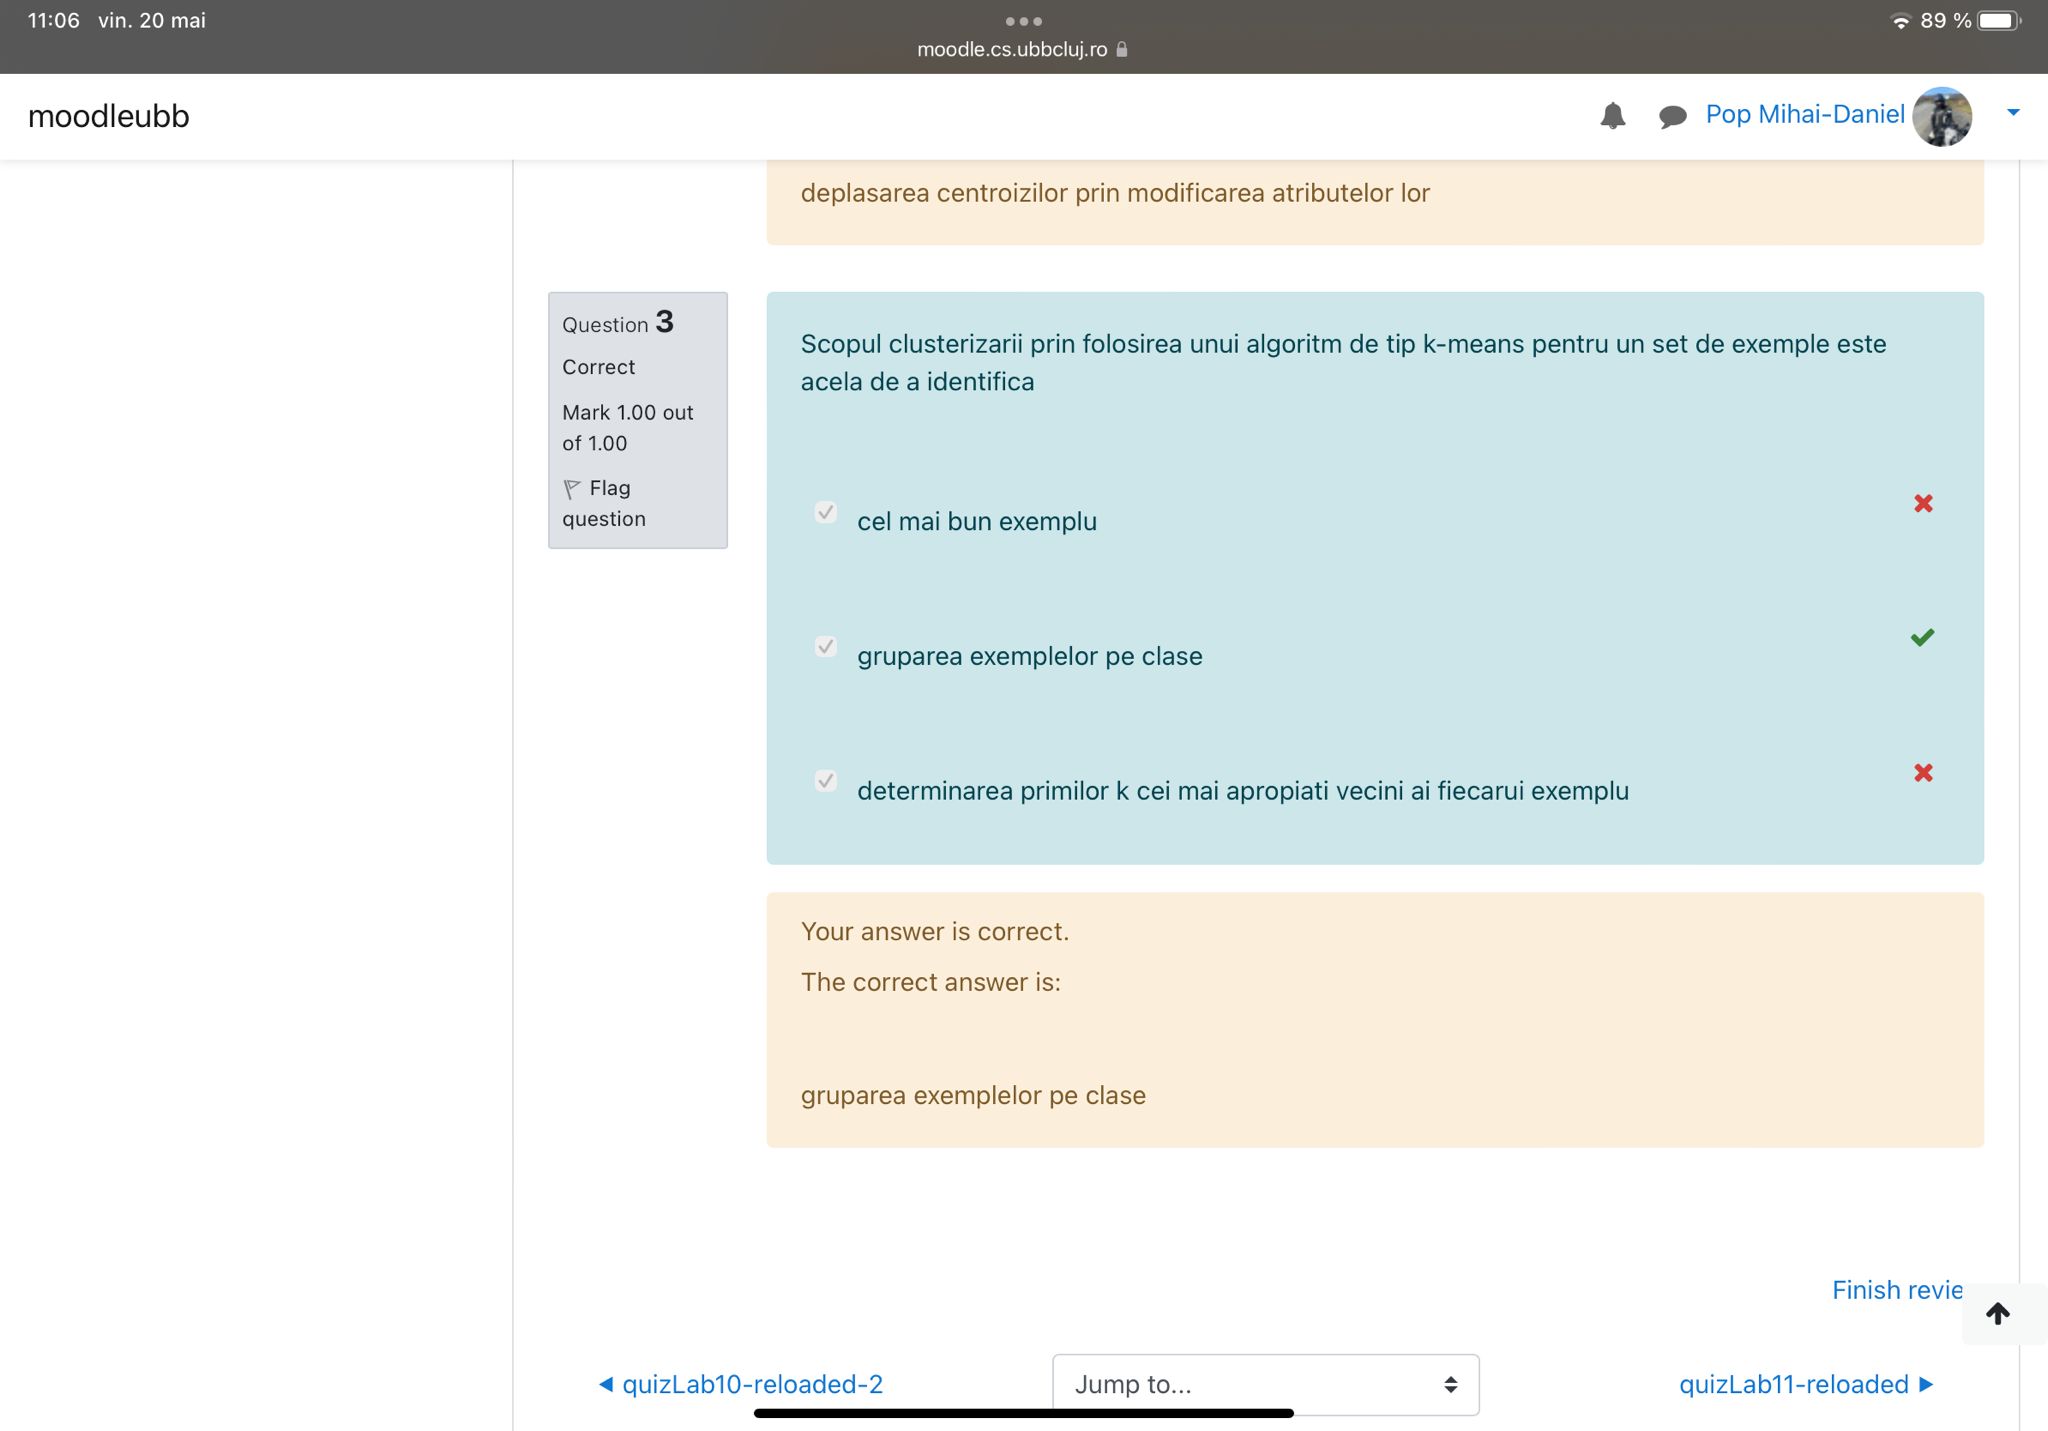 11:06 vin. 20 mai
89 %
moodle.cs.ubbcluj.ro
moodleubb
Pop Mihai-Daniel
deplasarea centroizilor prin modificarea atributelor lor
Question 3
Correct
Mark 1.00 out
of 1.00
Flag
question
Scopul clusterizarii prin folosirea unui algoritm de tip k-means pentru un set de exemple este
acela de a identifica
cel mai bun exemplu
gruparea exemplelor pe clase
determinarea primilor k cei mai apropiati vecini ai fiecarui exemplu
Your answer is correct.
The correct answer is:
gruparea exemplelor pe clase
Finish revie
quizLab10-reloaded-2
Jump to...
quizLab11-reloaded